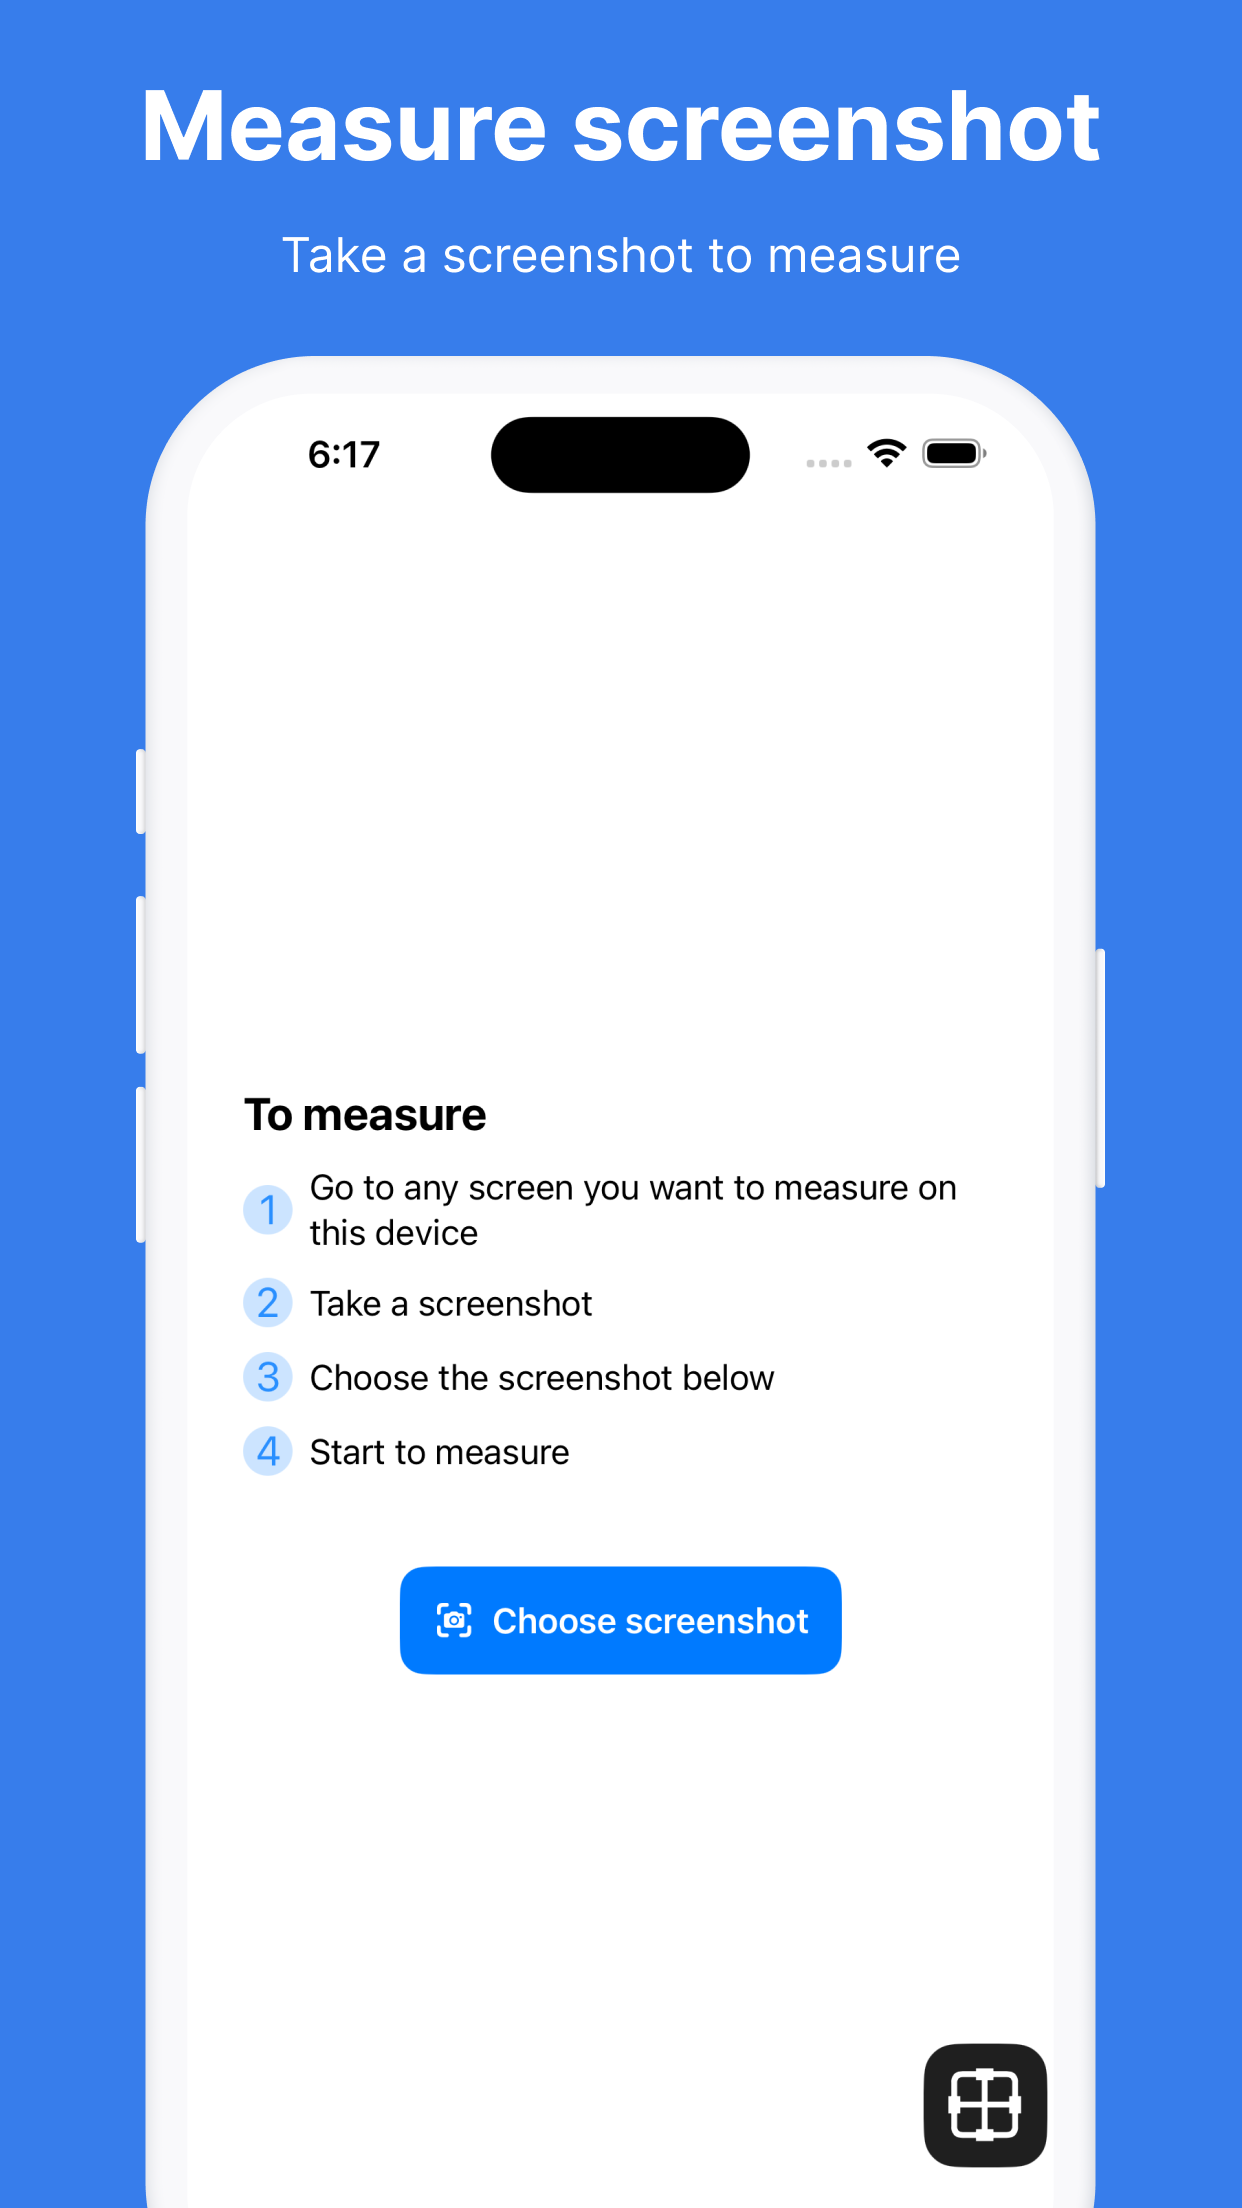 Measure screenshot
Take a screenshot to measure
6:17
To measure
1 Go to any screen you want to measure on
this device
2 Take a screenshot
3 Choose the screenshot below
4 Start to measure
Choose screenshot